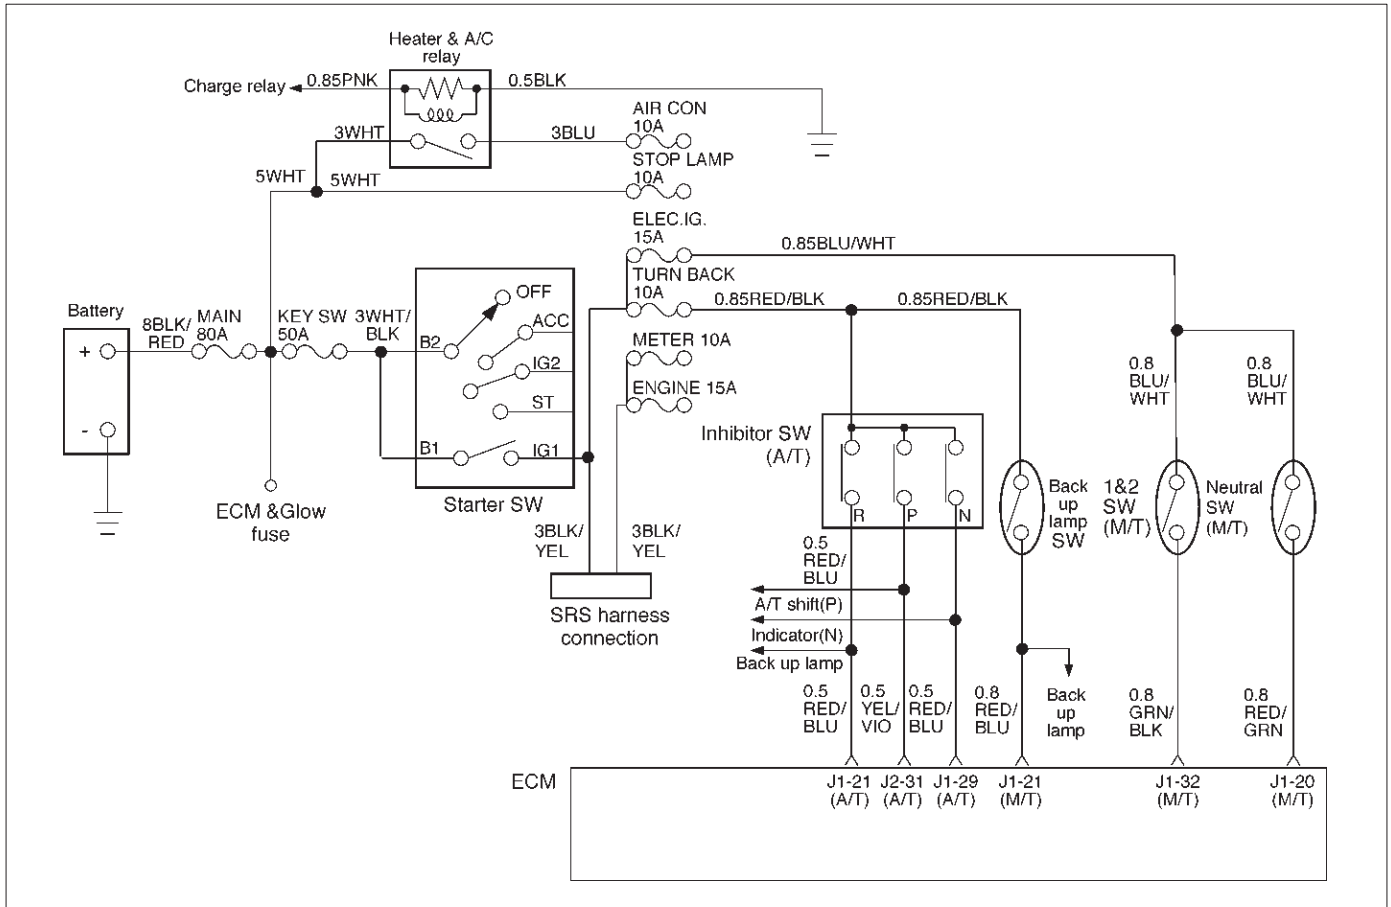 Heater & A/C
relay
Charge relay
0.85PNK
0.5BLK
AIR CON
10A
3WHT
3BLU
STOP LAMP
10A
5WHT
5WHT
ELEC.IG.
15A
0.85BLU/WHT
TURN BACK
10A
0.85RED/BLK
0.85RED/BLK
Battery
+
-
8BLK/
RED
MAIN
80A
KEY SW
50A
3WHT/
BLK
B2
OFF
ACC
IG2
ST
B1
IG1
Starter SW
METER 10A
ENGINE 15A
ECM &Glow
fuse
3BLK/
YEL
3BLK/
YEL
SRS harness
connection
Inhibitor SW
(A/T)
R
P
N
0.8
BLU/
WHT
0.8
BLU/
WHT
Back
up
lamp
SW
1&2
SW
(M/T)
Neutral
SW
(M/T)
0.5
RED/
BLU
A/T shift(P)
Indicator(N)
Back up lamp
0.5
RED/
BLU
0.5
YEL/
VIO
0.5
RED/
BLU
0.8
RED/
BLU
Back
up
lamp
0.8
GRN/
BLK
0.8
RED/
GRN
ECM
J1-21
(A/T)
J2-31
(A/T)
J1-29
(A/T)
J1-21
(M/T)
J1-32
(M/T)
J1-20
(M/T)